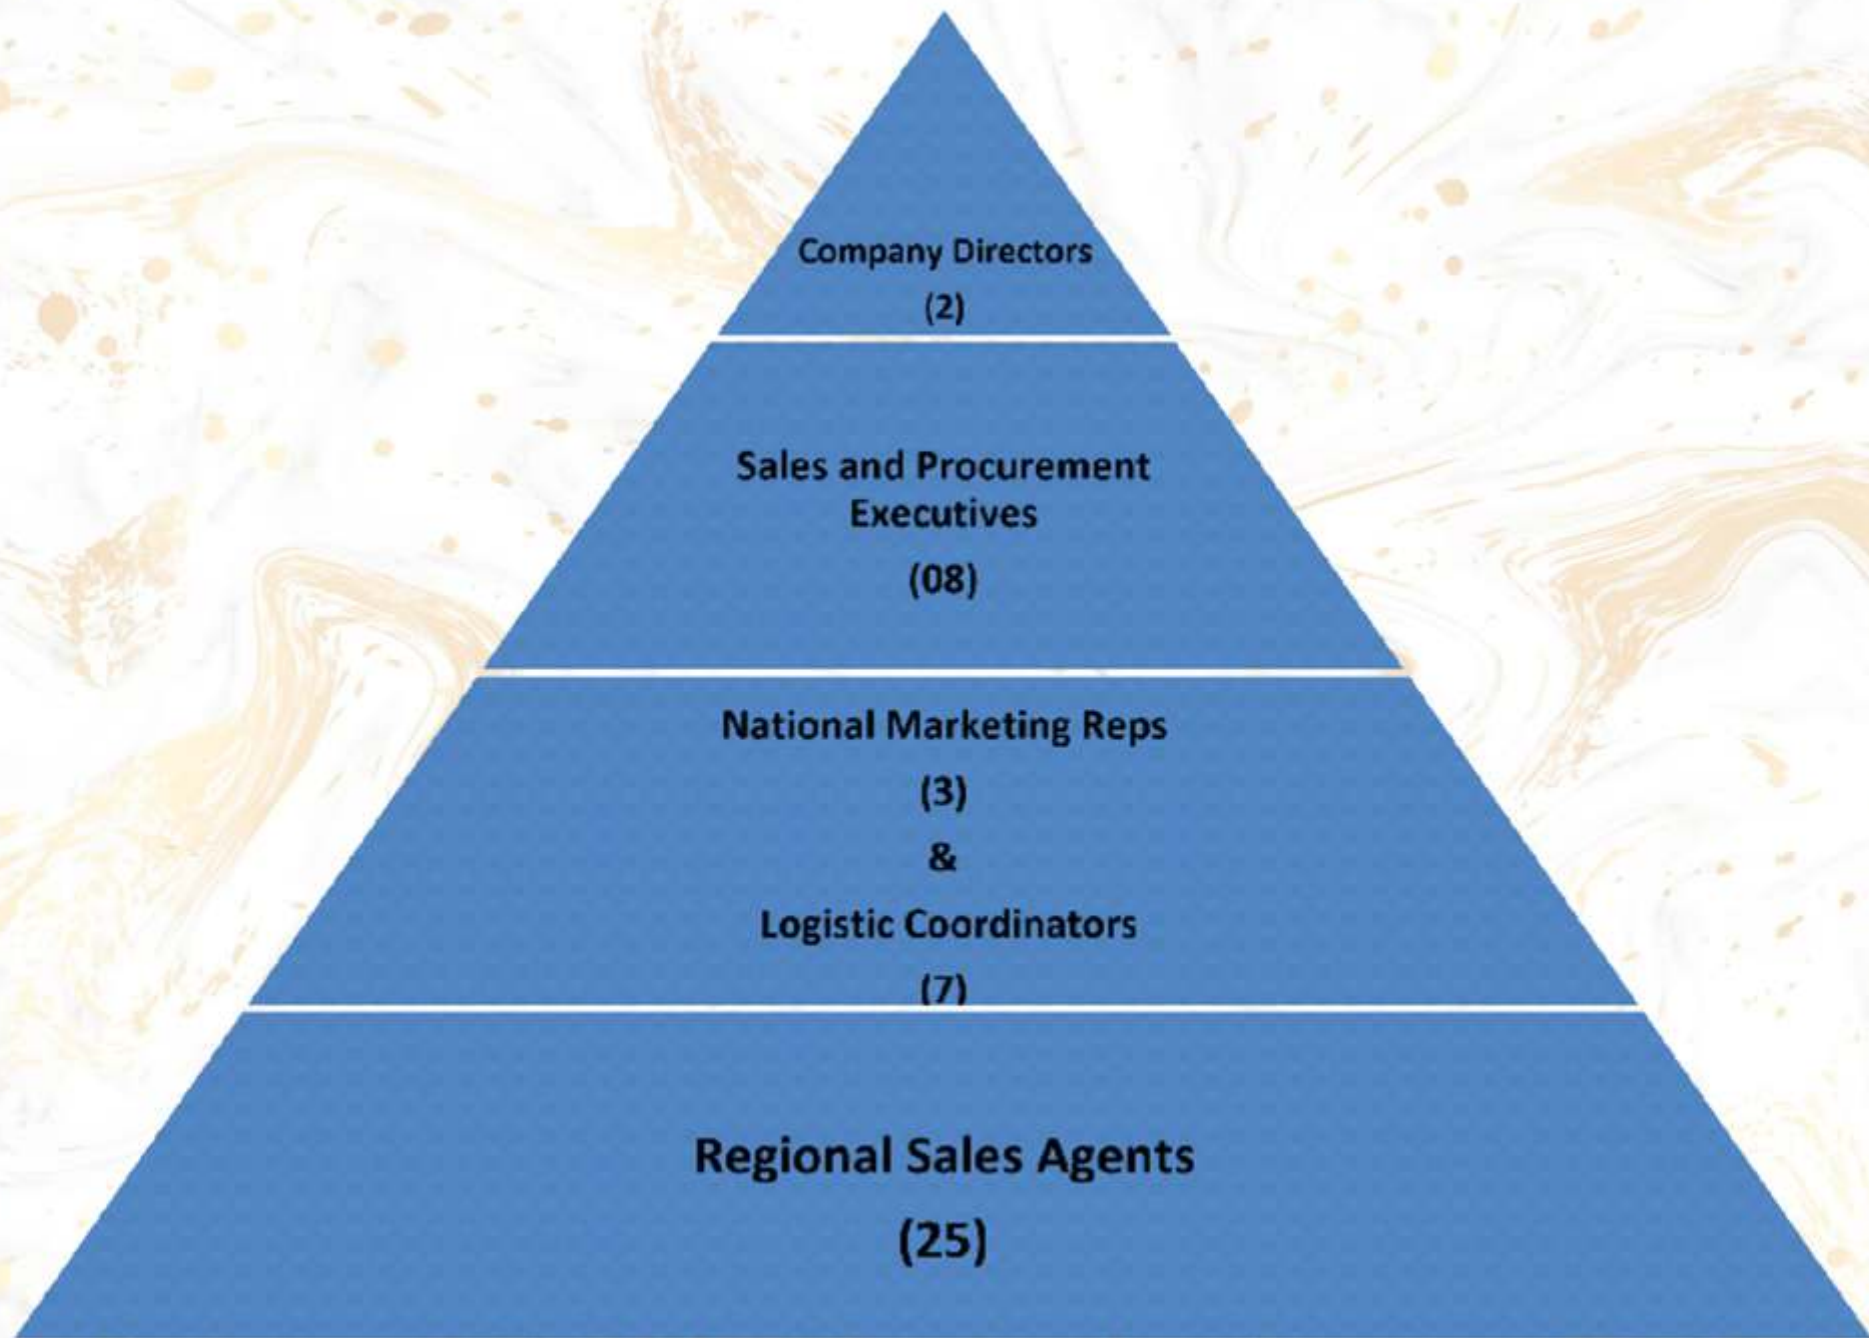 Company Directors
(2)
Sales and Procurement
Executives
(08)
National Marketing Reps
(3)
&
Logistic Coordinators
(7)
Regional Sales Agents
(25)